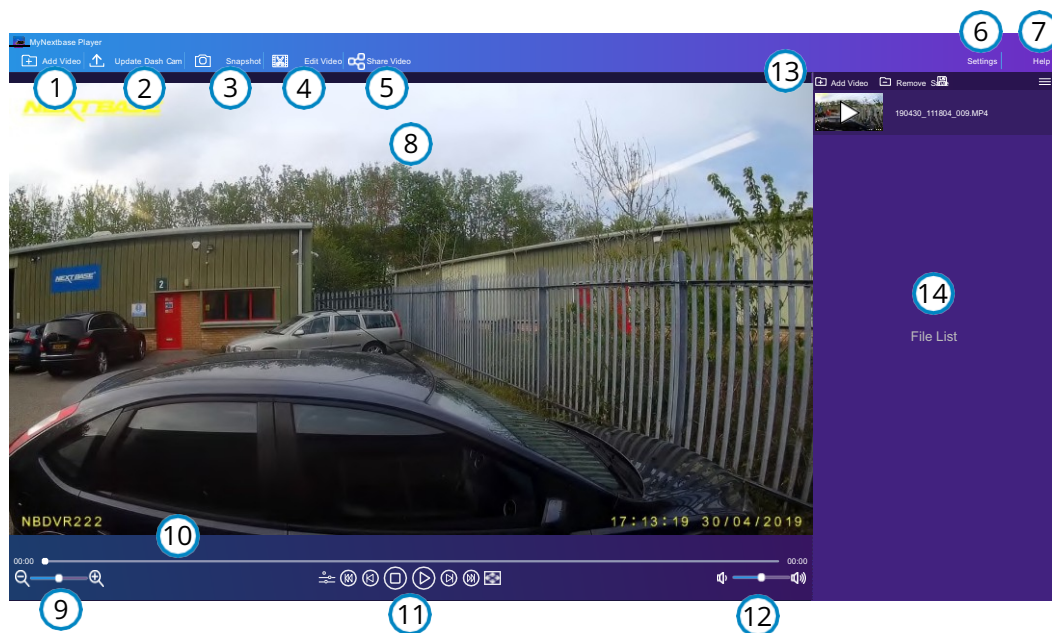 6 7
MyNextbase Player
Add Video Update Dash Cam Snapshot Edit Video Share Video Settings Help
1 2 3 4 5 13
Add Video Remove Save
NEXTBASE
190430_111804_009.MP4
8
NEXTBASE
2
14
File List
NBDVR222 17:13:19 30/04/2019
10
00:00 00:00
9 11 12